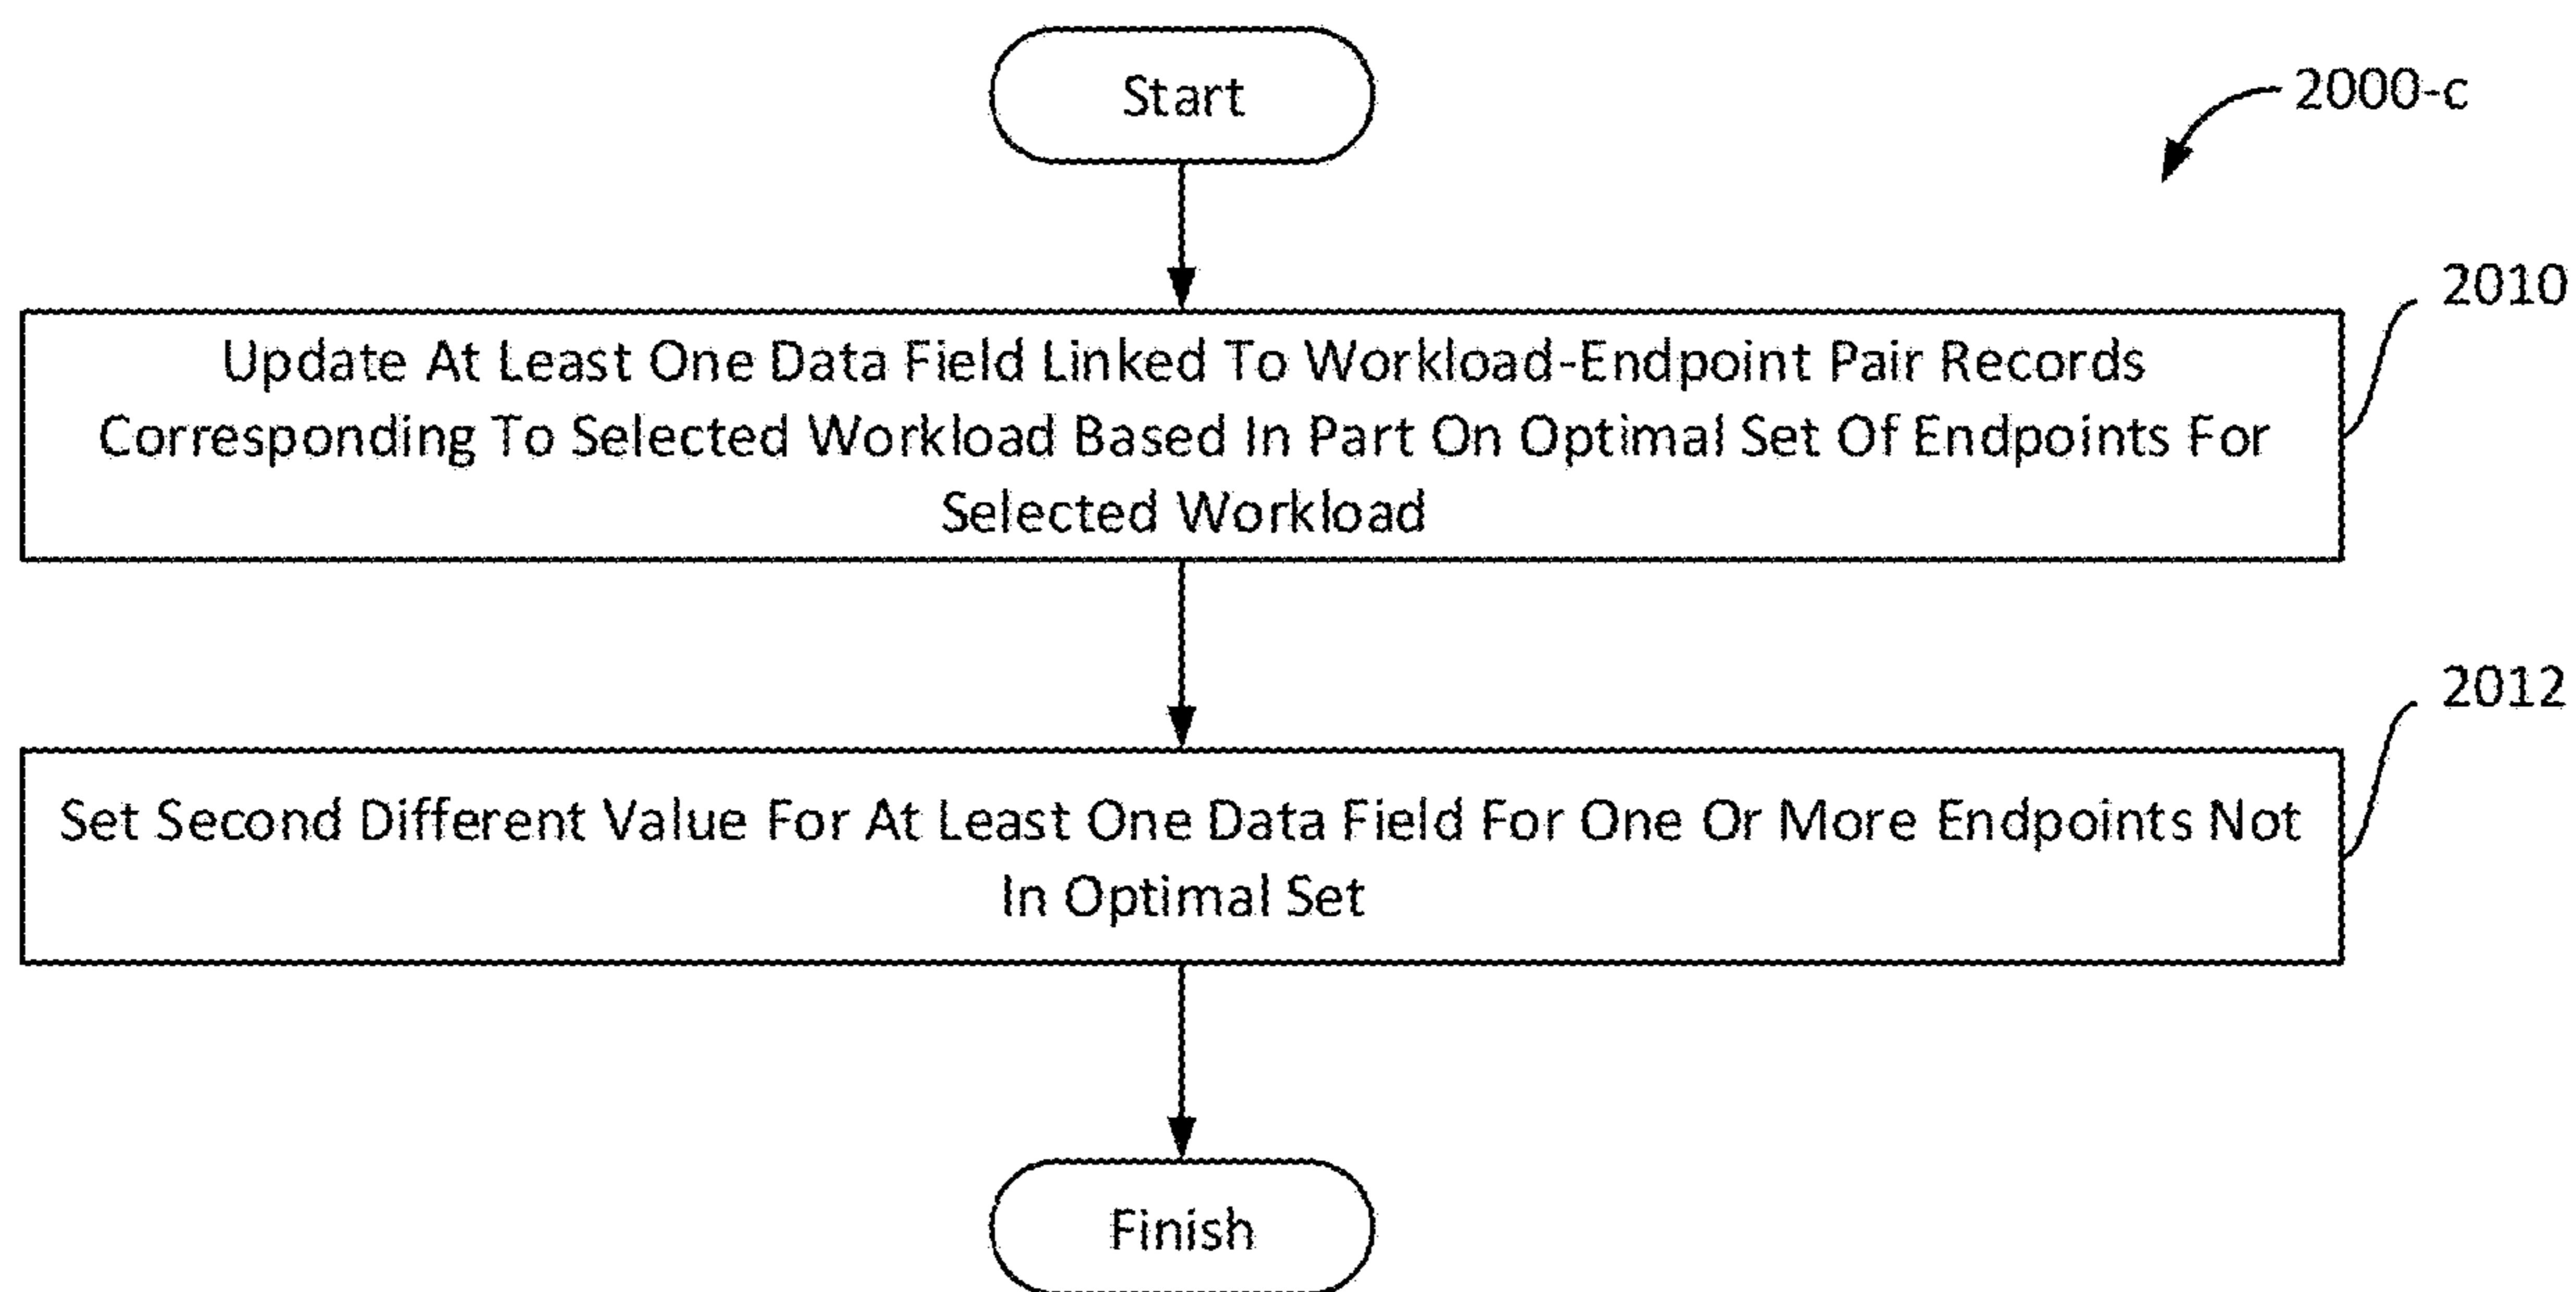 Start
2000-c
2010
Update At Least One Data Field Linked To Workload-Endpoint Pair Records
Corresponding To Selected Workload Based In Part On Optimal Set Of Endpoints For
Selected Workload
2012
Set Second Different Value For At Least One Data Field For One Or More Endpoints Not
In Optimal Set
Finish